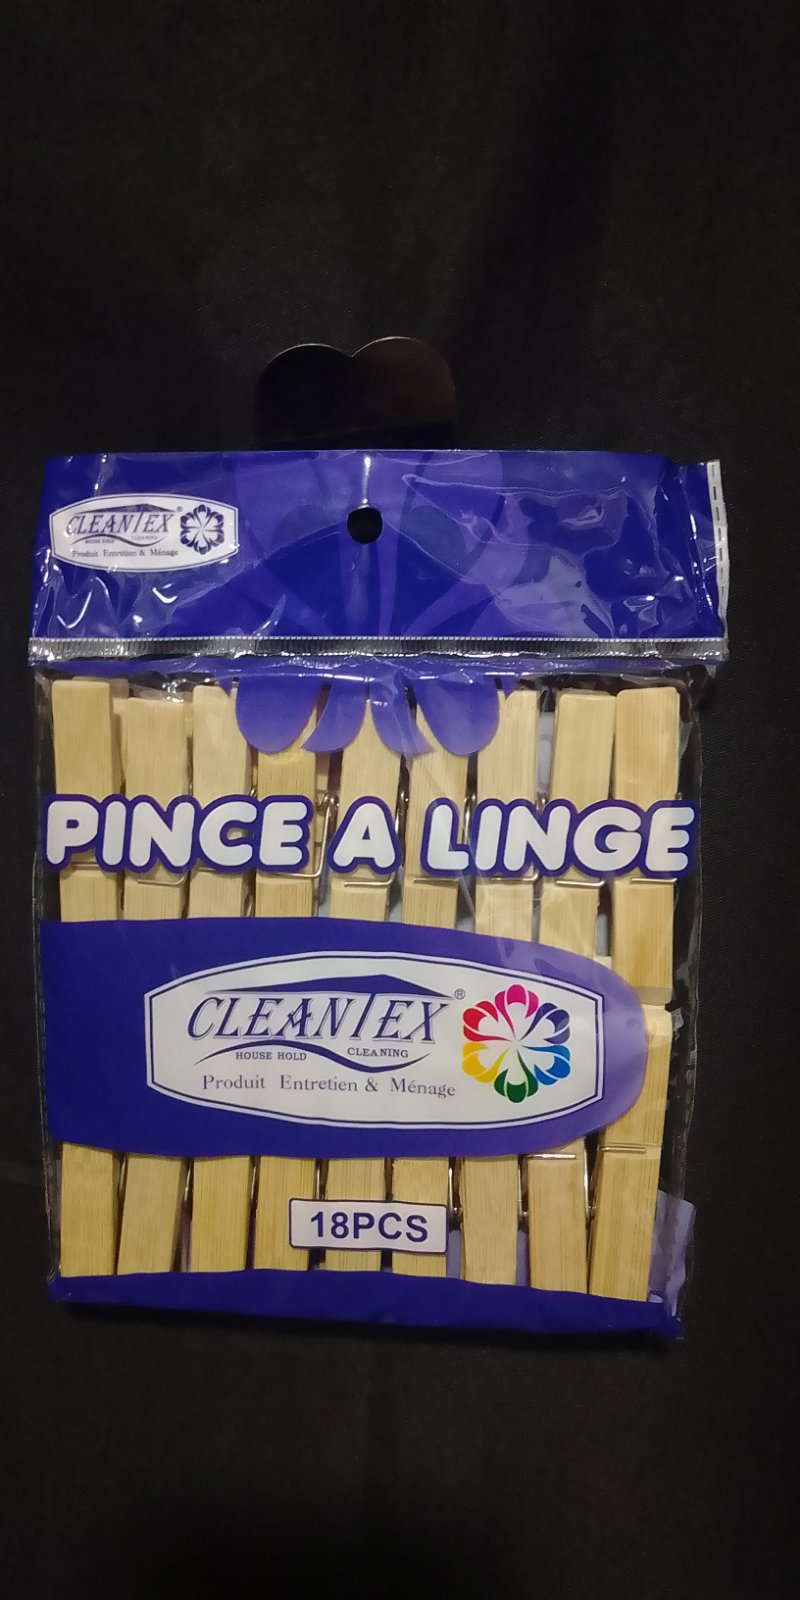 CLEANTEX®
HOUSE HOLD CLEANING
Produit Entretien & Ménage
PINCE A LINGE
CLEANTEX®
HOUSE HOLD CLEANING
Produit Entretien & Ménage
18PCS